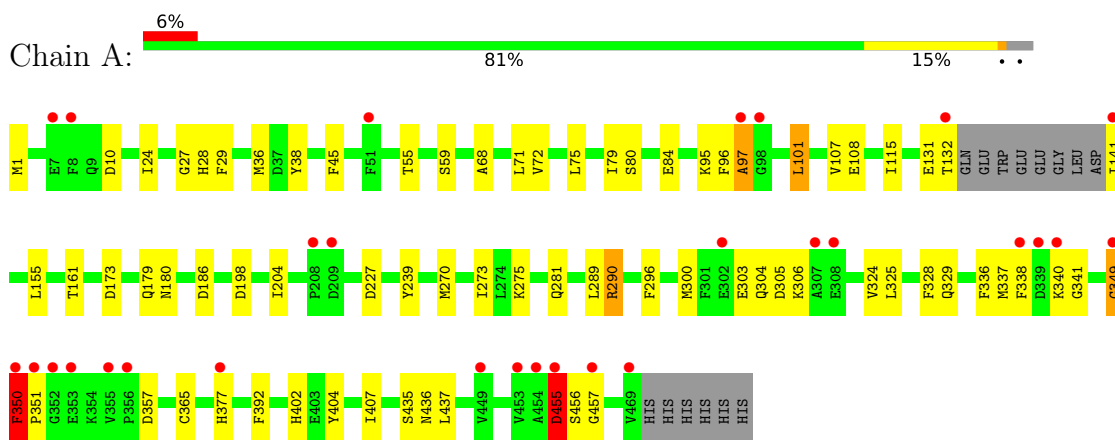 6%
Chain A:
81% 15% • •
M1 E7 F8 Q9 D10 I24 G27 H28 F29 M36 D37 Y38 F45 F51 T55 S59 A68 L71 V72 L75 I79 S80 E84 K95 F96 A97 G98 L101 V107 E108 I115 E131 T132 GLN GLU TRP GLU GLU GLY LEU ASP
L155 T161 D173 Q179 N180 D186 D198 I204 P208 D209 D227 Y239 M270 I273 L274 K275 Q281 L289 R290 F296 M300 F301 E302 E303 Q304 D305 K306 A307 E308 V324 L325 F328 Q329 F336 M337 F338 D339 K340 G341
F350 P351 G352 E353 K354 V355 P356 D357 C365 H377 F392 H402 E403 Y404 I407 S435 N436 L437 V449 V453 A454 D455 S456 G457 V469 HIS HIS HIS HIS HIS HIS